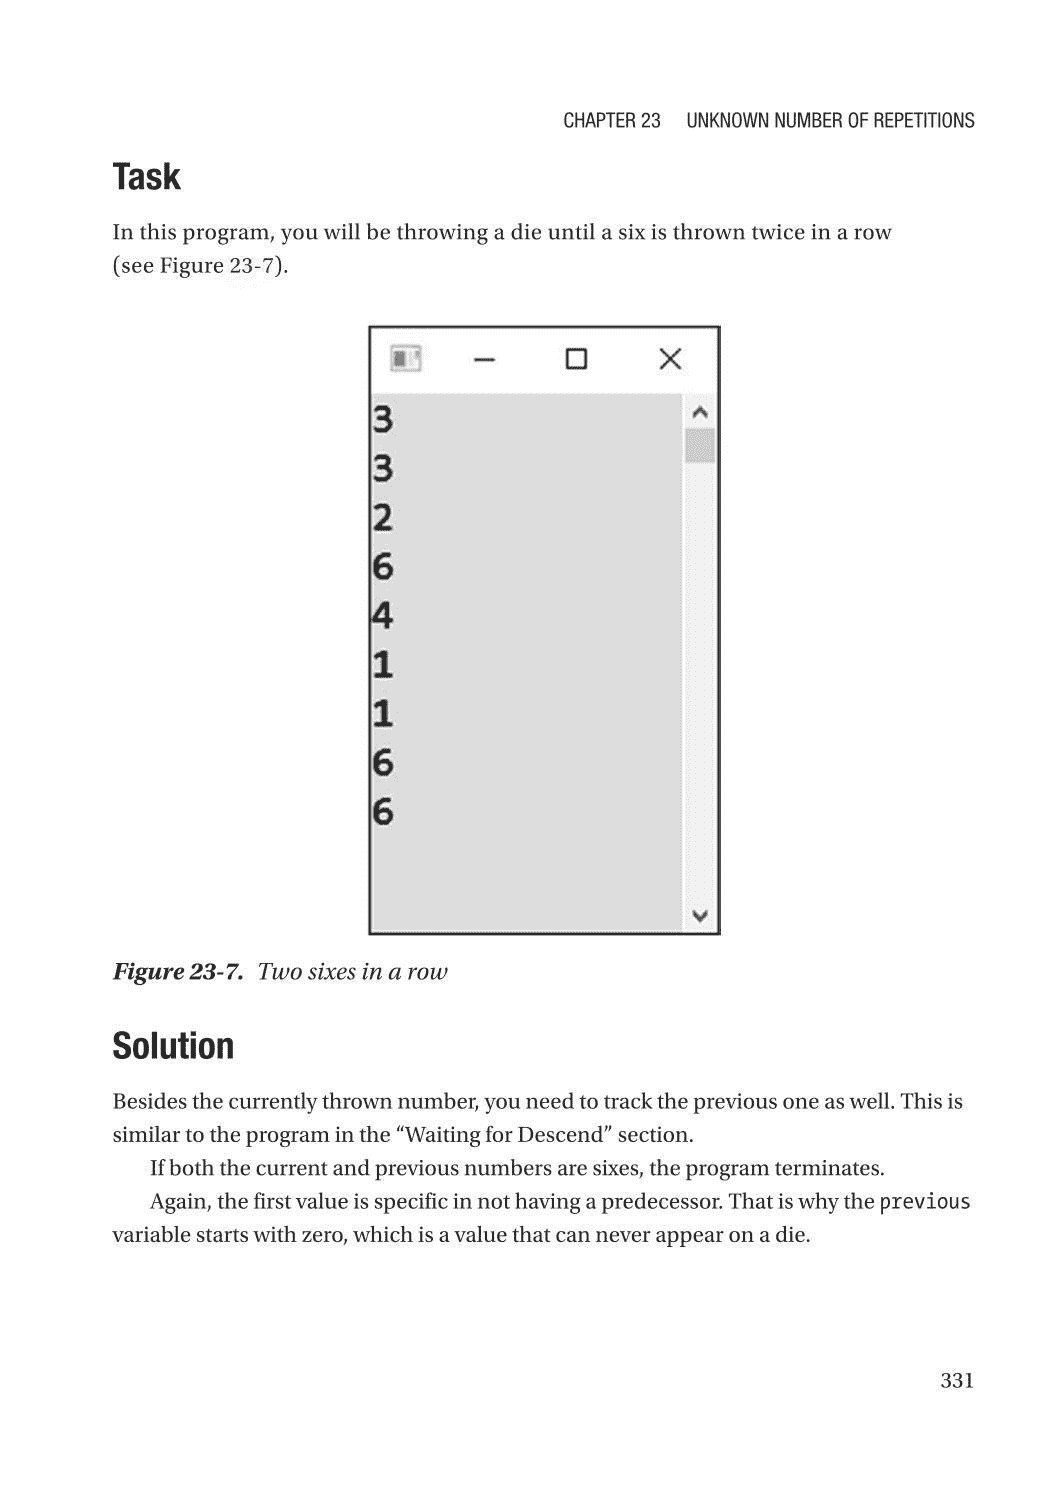 CHAPTER 23 UNKNOWN NUMBER OF REPETITIONS
Task
In this program, you will be throwing a die until a six is thrown twice in a row
(see Figure 23-7).
3
3
2
6
4
1
1
6
6
Figure 23-7. Two sixes in a row
Solution
Besides the currently thrown number, you need to track the previous one as well. This is
similar to the program in the “Waiting for Descend” section.
If both the current and previous numbers are sixes, the program terminates.
Again, the first value is specific in not having a predecessor. That is why the previous
variable starts with zero, which is a value that can never appear on a die.
331